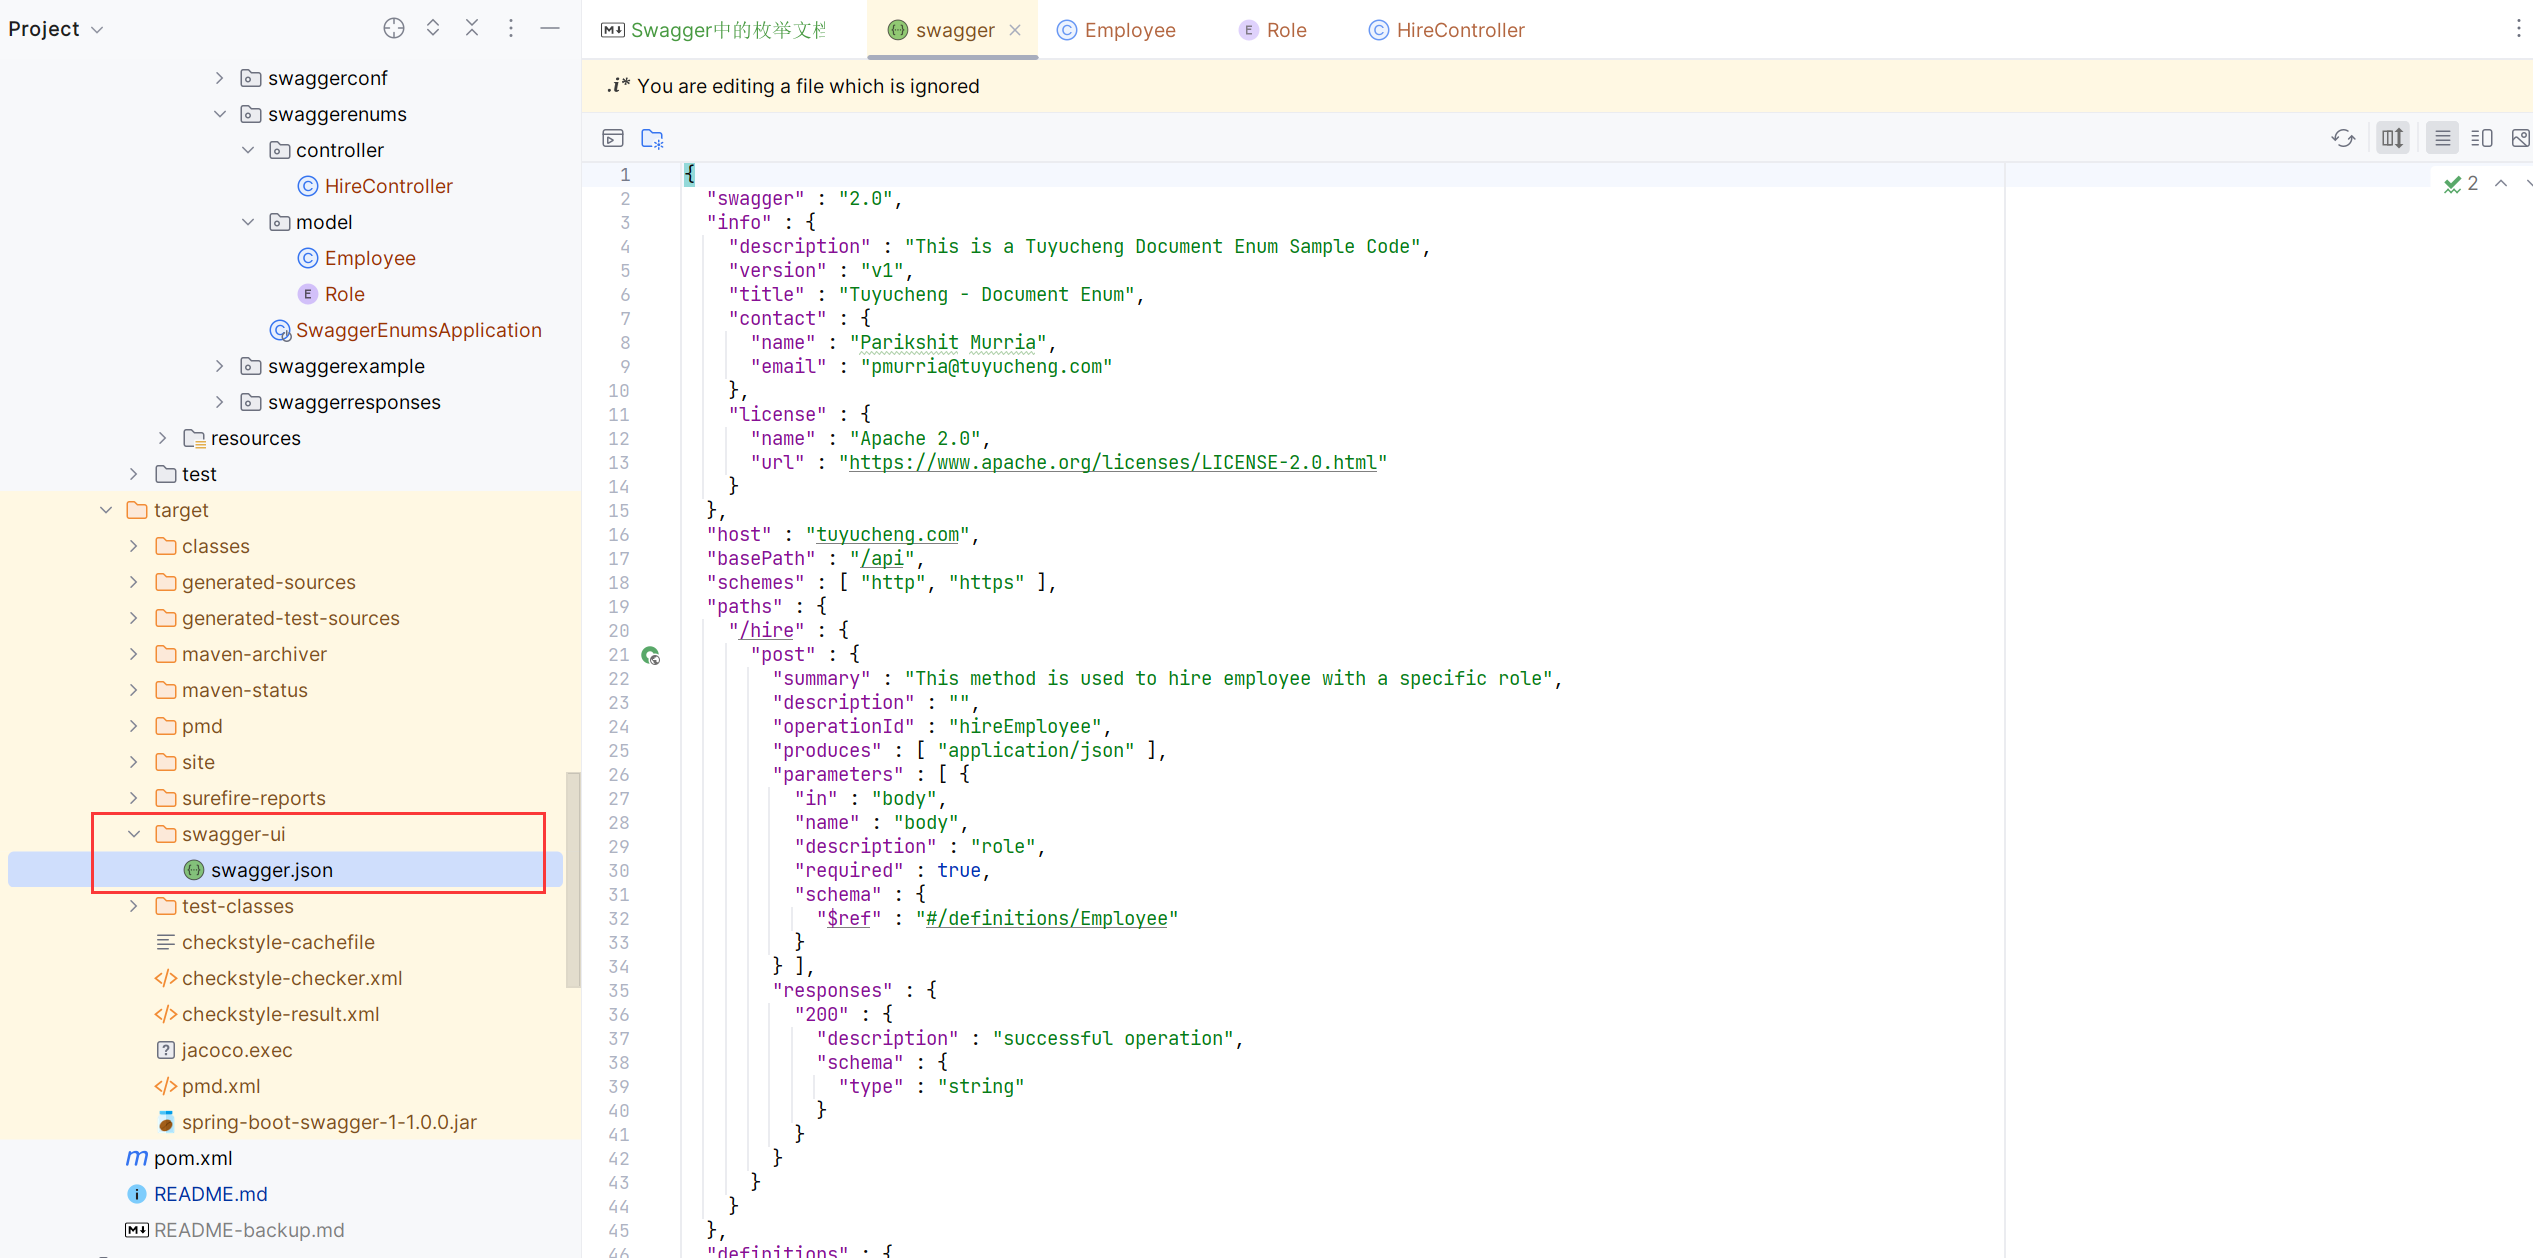 Project
swaggerconf
swaggerenums
controller
HireController
model
Employee
E Role
SwaggerEnumsApplication
swaggerexample
swaggerresponses
resources
test
target
classes
generated-sources
generated-test-sources
maven-archiver
maven-status
pmd
site
surefire-reports
swagger-ui
swagger.json
test-classes
checkstyle-cachefile
checkstyle-checker.xml
checkstyle-result.xml
jacoco.exec
pmd.xml
spring-boot-swagger-1-1.0.0.jar
pom.xml
README.md
README-backup.md
Swagger中的枚举文档 swagger Employee Role HireController
.i* You are editing a file which is ignored
2
1 {
2 "swagger" : "2.0",
3 "info" : {
4 "description" : "This is a Tuyucheng Document Enum Sample Code",
5 "version" : "v1",
6 "title" : "Tuyucheng - Document Enum",
7 "contact" : {
8 "name" : "Parikshit Murria",
9 "email" : "pmurria@tuyucheng.com"
10 },
11 "license" : {
12 "name" : "Apache 2.0",
13 "url" : "https://www.apache.org/licenses/LICENSE-2.0.html"
14 }
15 },
16 "host" : "tuyucheng.com",
17 "basePath" : "/api",
18 "schemes" : [ "http", "https" ],
19 "paths" : {
20 "/hire" : {
21 "post" : {
22 "summary" : "This method is used to hire employee with a specific role",
23 "description" : "",
24 "operationId" : "hireEmployee",
25 "produces" : [ "application/json" ],
26 "parameters" : [ {
27 "in" : "body",
28 "name" : "body",
29 "description" : "role",
30 "required" : true,
31 "schema" : {
32 "$ref" : "#/definitions/Employee"
33 }
34 } ],
35 "responses" : {
36 "200" : {
37 "description" : "successful operation",
38 "schema" : {
39 "type" : "string"
40 }
41 }
42 }
43 }
44 }
45 },
46 "definitions" : {